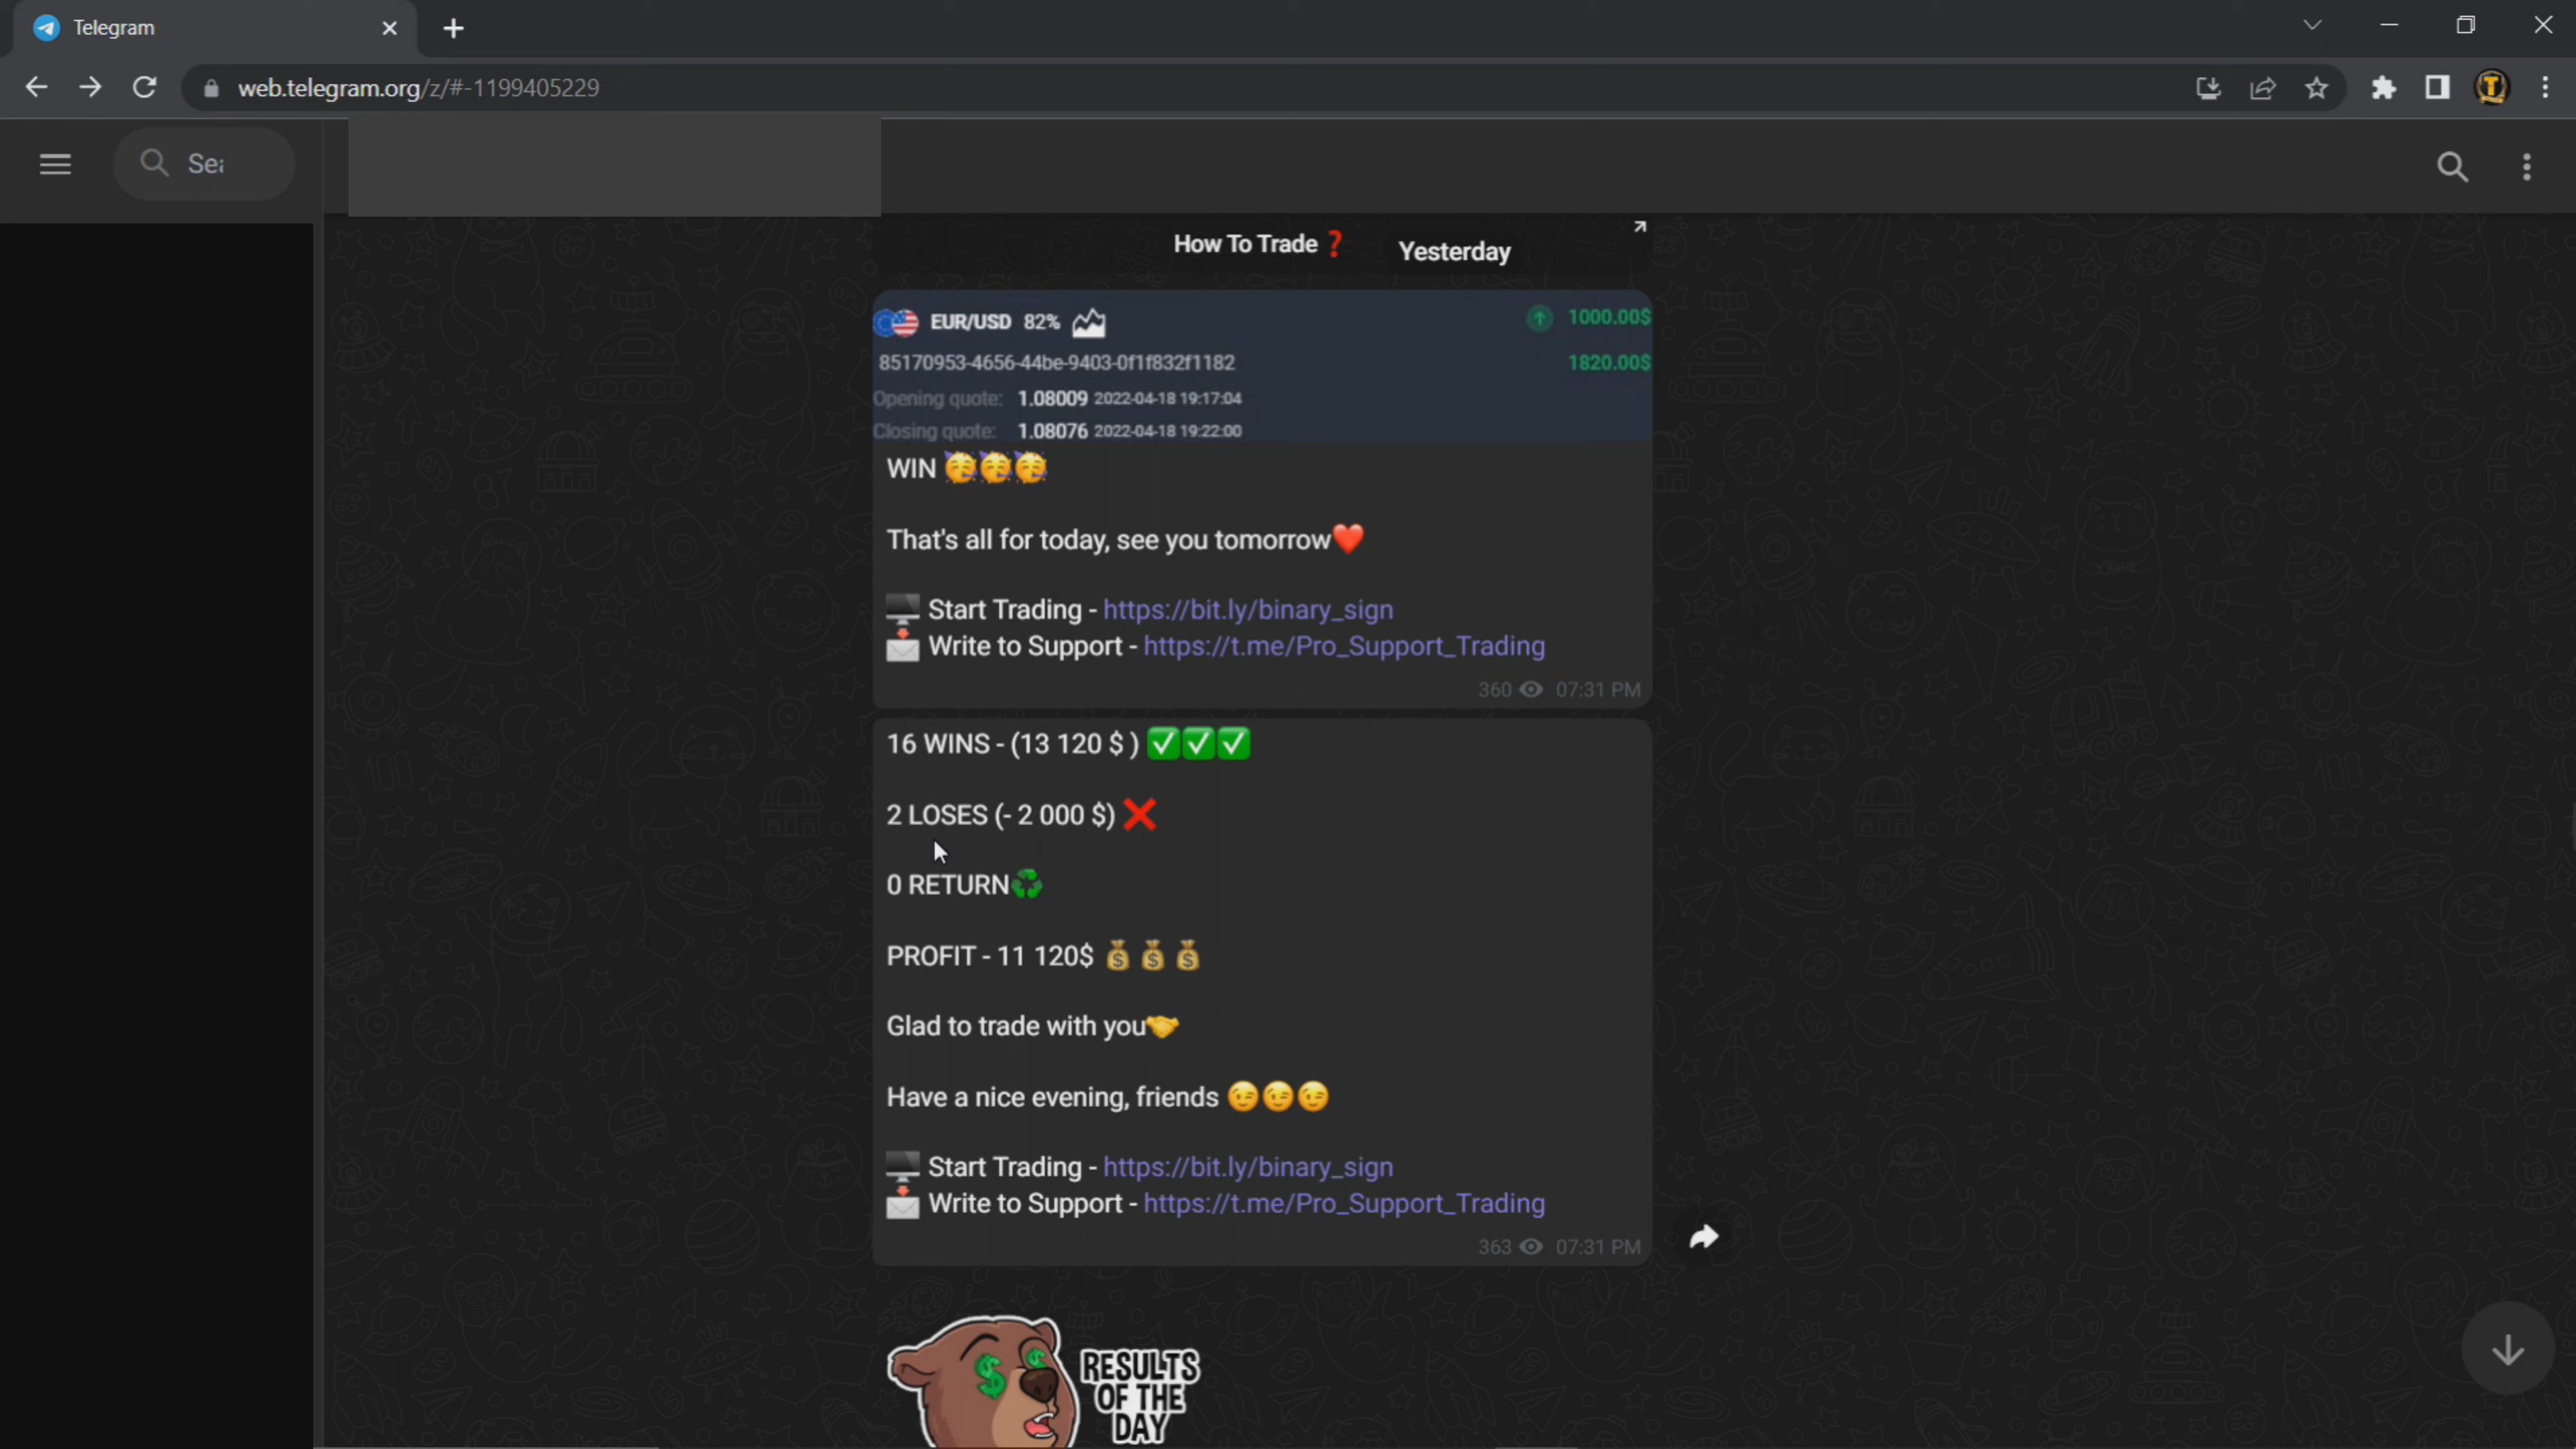 Telegram
web.telegram.org/z/#-1199405229
Sea
How To Trade❓
Yesterday
EUR/USD 82%
1000.00$
85170953-4656-44be-9403-0f1f832f1182
1820.00$
Opening quote: 1.08009 2022-04-18 19:17:04
Closing quote: 1.08076 2022-04-18 19:22:00
WIN 🥳🥳🥳
That's all for today, see you tomorrow❤️
🖥 Start Trading - https://bit.ly/binary_sign
📩 Write to Support - https://t.me/Pro_Support_Trading
360 07:31 PM
16 WINS - (13 120 $ ) ✅✅✅
2 LOSES (- 2 000 $) ❌
0 RETURN♻️
PROFIT - 11 120$ 💰 💰 💰
Glad to trade with you🤝
Have a nice evening, friends 😉😉😉
🖥 Start Trading - https://bit.ly/binary_sign
📩 Write to Support - https://t.me/Pro_Support_Trading
363 07:31 PM
RESULTS
OF THE
DAY